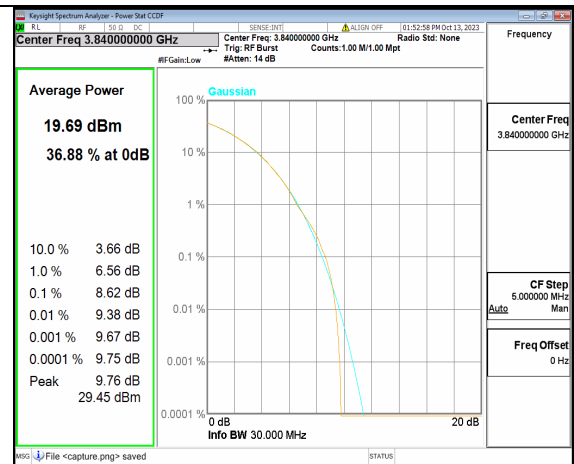 Keysight Spectrum Analyzer - Power Stat CCDF
RL RF 50 Ω DC SENSE:INT ALIGN OFF 01:52:58 PM Oct 13, 2023
Center Freq 3.840000000 GHz
Center Freq: 3.840000000 GHz Radio Std: None
Trig: RF Burst Counts:1.00 M/1.00 Mpt
#IFGain:Low #Atten: 14 dB
Frequency
Average Power
19.69 dBm
36.88 % at 0dB
10.0 % 3.66 dB
1.0 % 6.56 dB
0.1 % 8.62 dB
0.01 % 9.38 dB
0.001 % 9.67 dB
0.0001 % 9.75 dB
Peak 9.76 dB
29.45 dBm
Gaussian
100 %
10 %
1 %
0.1 %
0.01 %
0.001 %
0.0001 %
0 dB 20 dB
Info BW 30.000 MHz
Center Freq
3.840000000 GHz
CF Step
5.000000 MHz
Auto Man
Freq Offset
0 Hz
MSG File <capture.png> saved STATUS